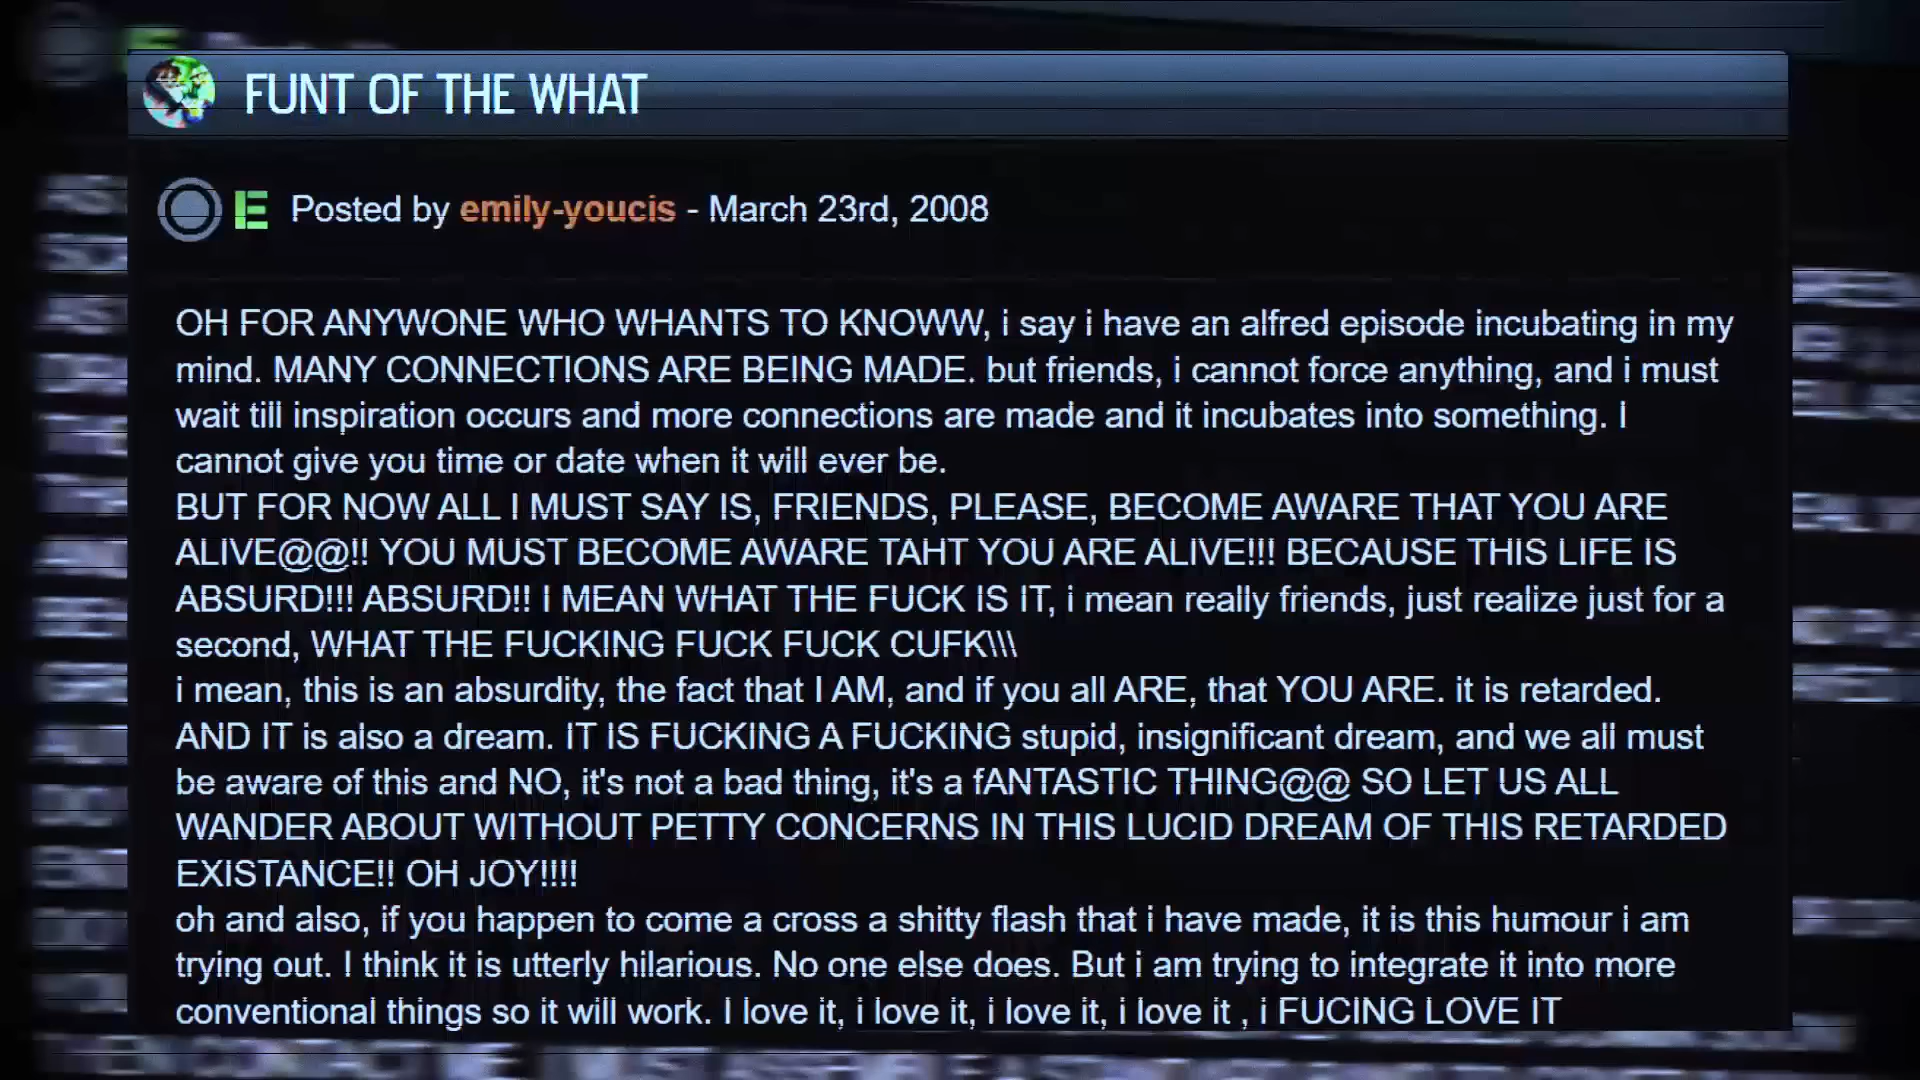 FUNT OF THE WHAT
Posted by emily-youcis - March 23rd, 2008
OH FOR ANYWONE WHO WHANTS TO KNOWW, i say i have an alfred episode incubating in my
mind. MANY CONNECTIONS ARE BEING MADE. but friends, i cannot force anything, and i must
wait till inspiration occurs and more connections are made and it incubates into something. I
cannot give you time or date when it will ever be.
BUT FOR NOW ALL I MUST SAY IS, FRIENDS, PLEASE, BECOME AWARE THAT YOU ARE
ALIVE@@!! YOU MUST BECOME AWARE TAHT YOU ARE ALIVE!!! BECAUSE THIS LIFE IS
ABSURD!!! ABSURD!! I MEAN WHAT THE FUCK IS IT, i mean really friends, just realize just for a
second, WHAT THE FUCKING FUCK FUCK CUFK\\\
i mean, this is an absurdity, the fact that I AM, and if you all ARE, that YOU ARE. it is retarded.
AND IT is also a dream. IT IS FUCKING A FUCKING stupid, insignificant dream, and we all must
be aware of this and NO, it's not a bad thing, it's a fANTASTIC THING@@ SO LET US ALL
WANDER ABOUT WITHOUT PETTY CONCERNS IN THIS LUCID DREAM OF THIS RETARDED
EXISTANCE!! OH JOY!!!!
oh and also, if you happen to come a cross a shitty flash that i have made, it is this humour i am
trying out. I think it is utterly hilarious. No one else does. But i am trying to integrate it into more
conventional things so it will work. I love it, i love it, i love it, i love it , i FUCING LOVE IT